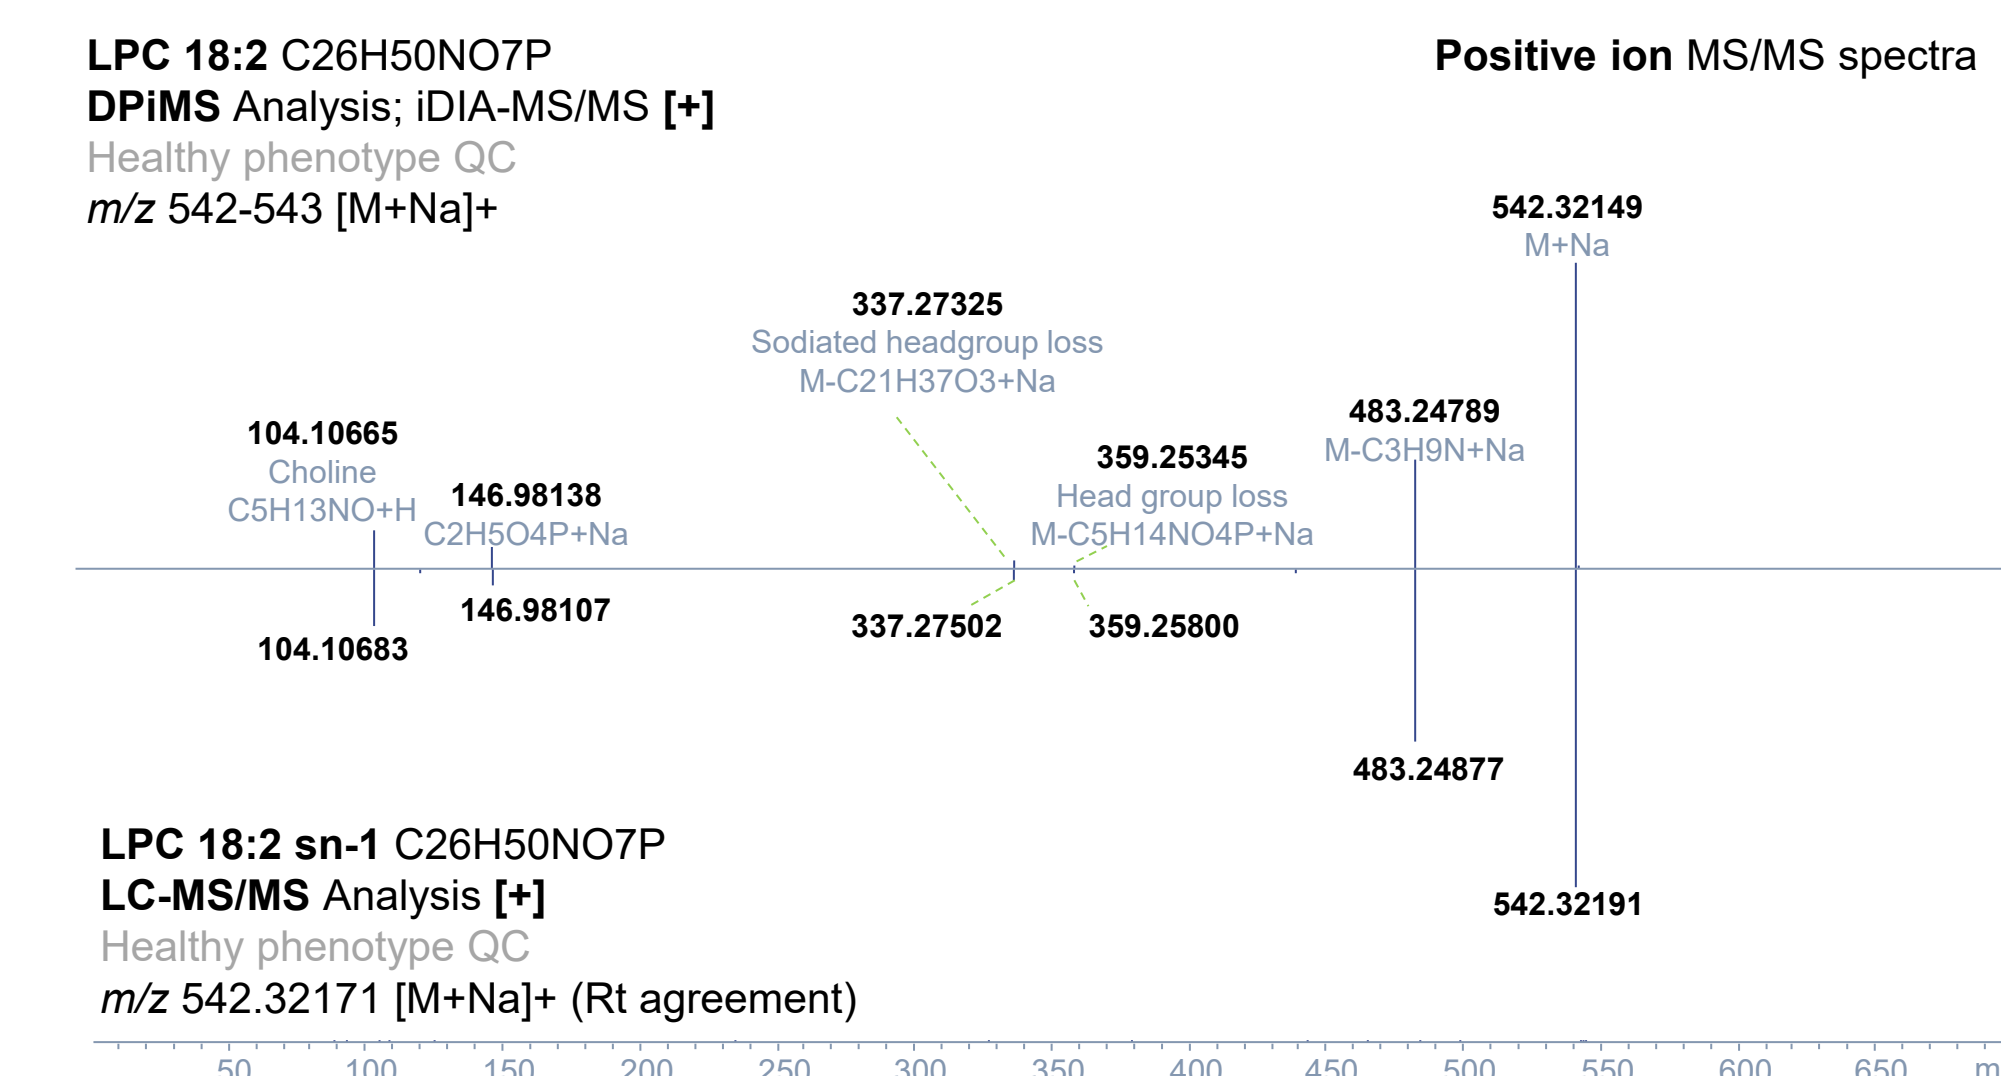 LPC 18:2 C26H50NO7P
DPiMS Analysis; iDIA-MS/MS [+]
Healthy phenotype QC
m/z 542-543 [M+Na]+
Positive ion MS/MS spectra
542.32149
M+Na
337.27325
Sodiated headgroup loss
M-C21H37O3+Na
483.24789
M-C3H9N+Na
104.10665
Choline
C5H13NO+H
146.98138
C2H5O4P+Na
359.25345
Head group loss
M-C5H14NO4P+Na
146.98107
104.10683
337.27502
359.25800
483.24877
542.32191
LPC 18:2 sn-1 C26H50NO7P
LC-MS/MS Analysis [+]
Healthy phenotype QC
m/z 542.32171 [M+Na]+ (Rt agreement)
50 100 150 200 250 300 350 400 450 500 550 600 650 m